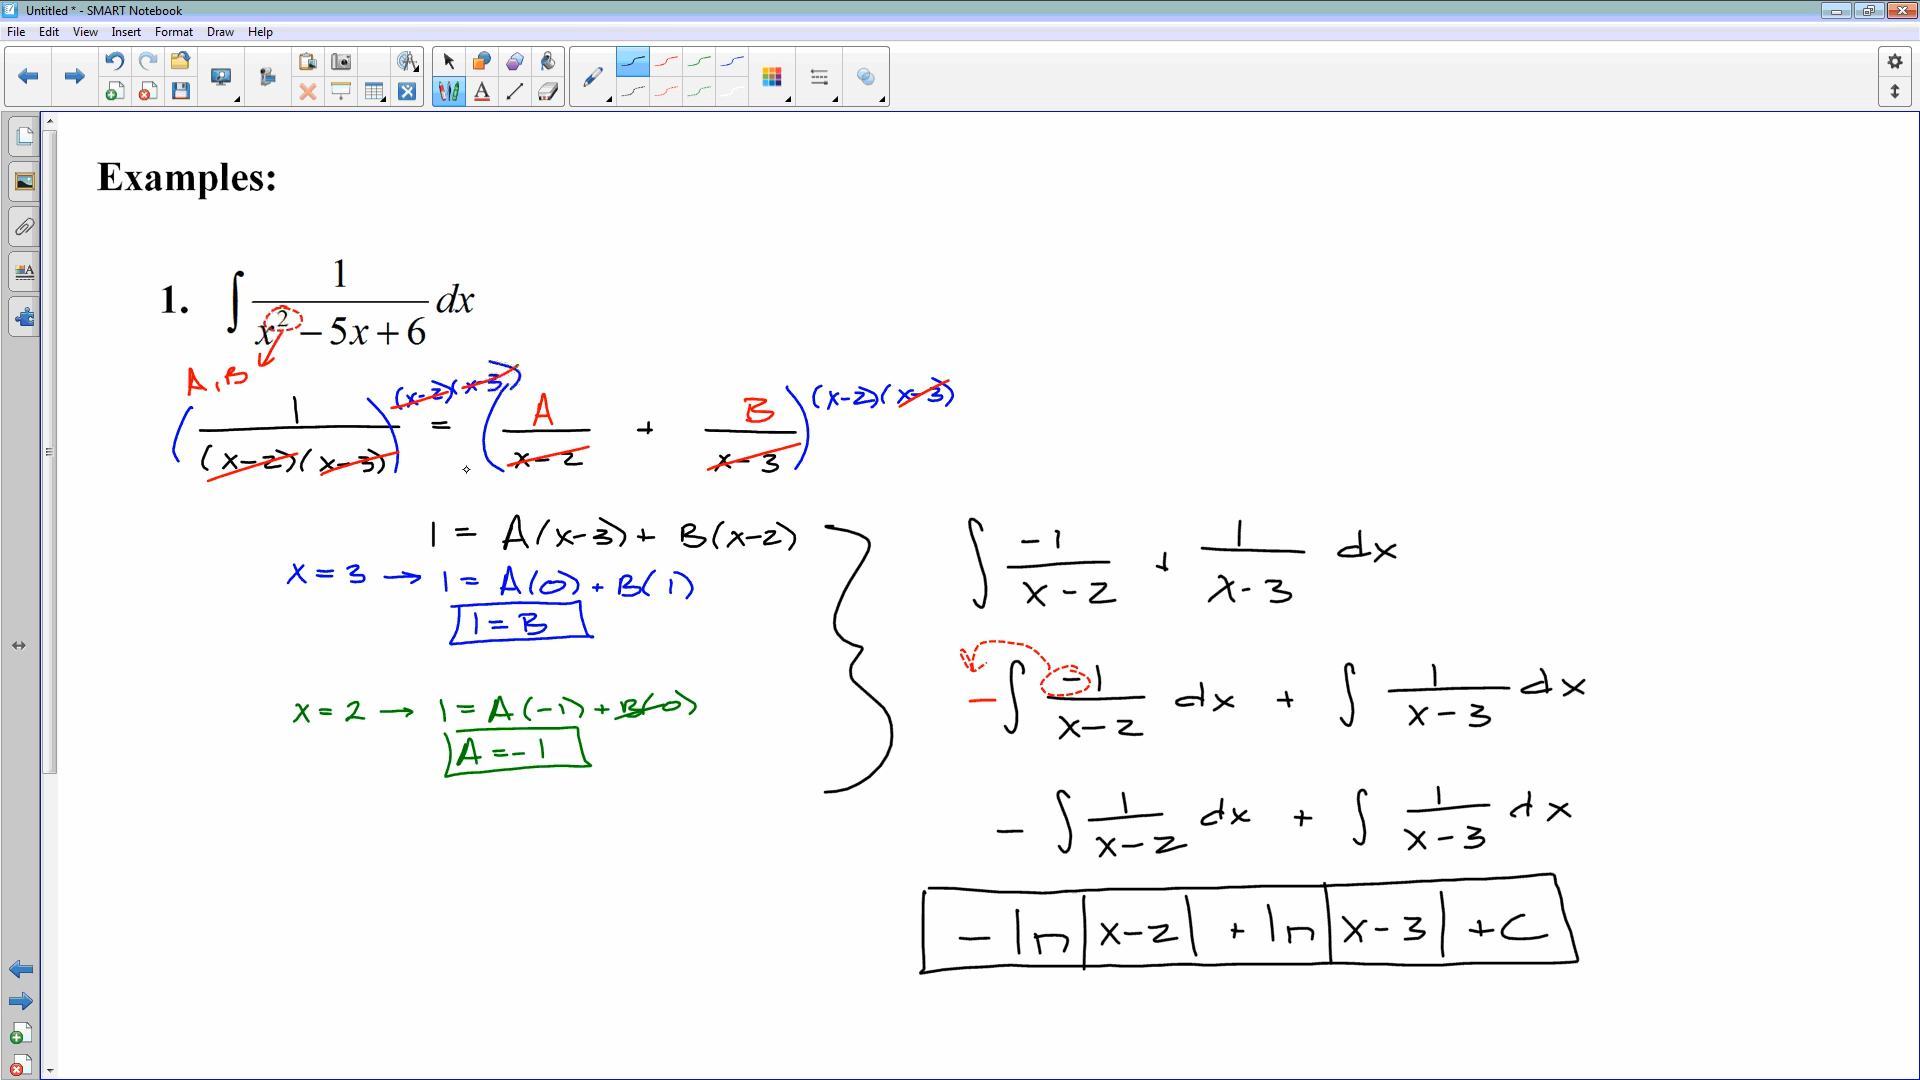 Untitled * - SMART Notebook
File Edit View Insert Format Draw Help
Examples:
1. ∫ 1/(x² − 5x + 6) dx
A, B
(1/((x-2)(x-3)))(x-2)(x-3) = (A/(x-2) + B/(x-3))(x-2)(x-3)
1 = A(x-3) + B(x-2)
x = 3 → 1 = A(0) + B(1)
1 = B
x = 2 → 1 = A(-1) + B(0)
A = -1
∫ -1/(x-2) + 1/(x-3) dx
- ∫ -1/(x-2) dx + ∫ 1/(x-3) dx
- ∫ 1/(x-2) dx + ∫ 1/(x-3) dx
- ln|x-2| + ln|x-3| + C